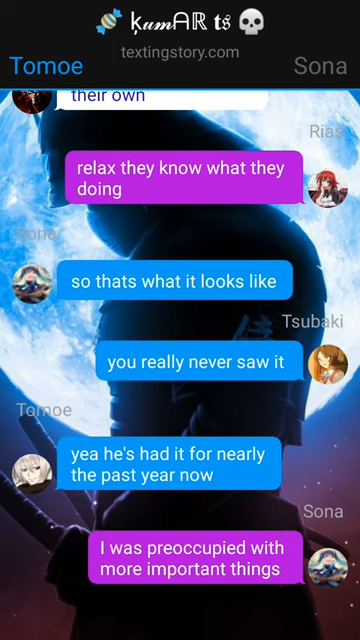 🍬 ķυmᗩℝ 𝖙𝖘 💀
textingstory.com
Tomoe
Sona
their own
Rias
relax they know what they
doing
Sona
so thats what it looks like
Tsubaki
you really never saw it
Tomoe
yea he's had it for nearly
the past year now
Sona
I was preoccupied with
more important things